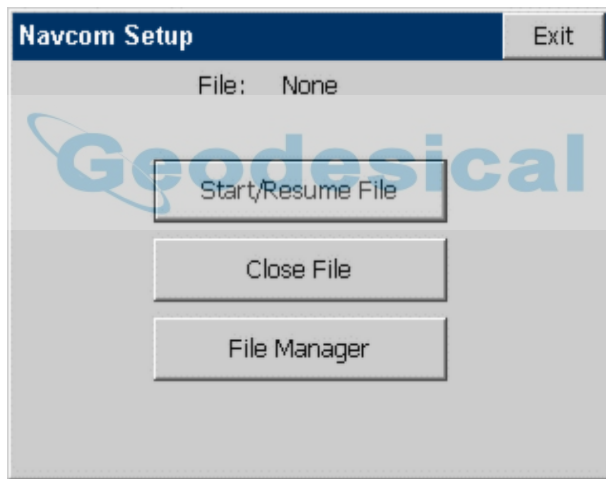 Navcom Setup
Exit
File: None
Geodesical
Start/Resume File
Close File
File Manager